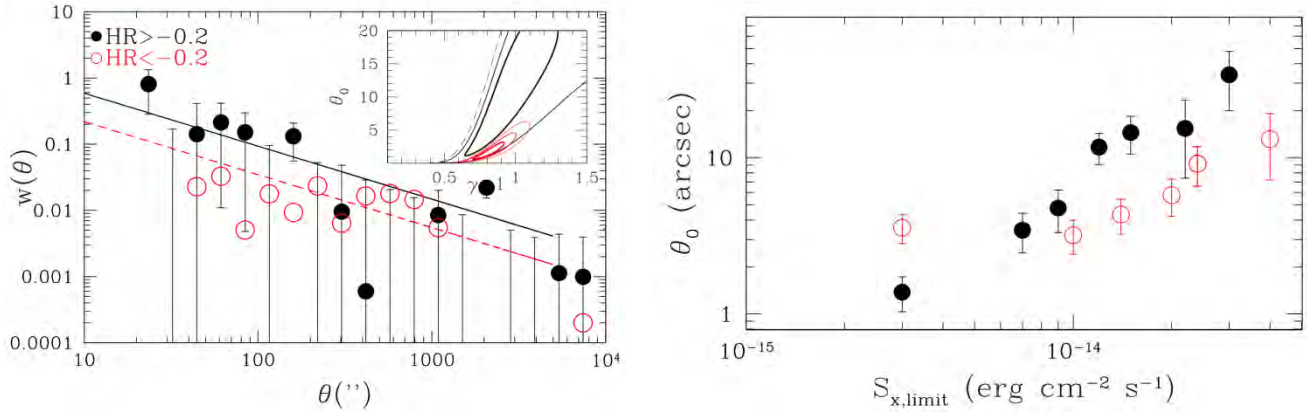 10
1
0.1
0.01
0.001
0.0001
w(θ)
HR>−0.2
HR<−0.2
20
15
10
5
θ₀
0.5
γ
1
1.5
10
100
1000
10⁴
θ('')
θ₀ (arcsec)
10
1
10⁻¹⁵
10⁻¹⁴
Sₓ,limit (erg cm⁻² s⁻¹)